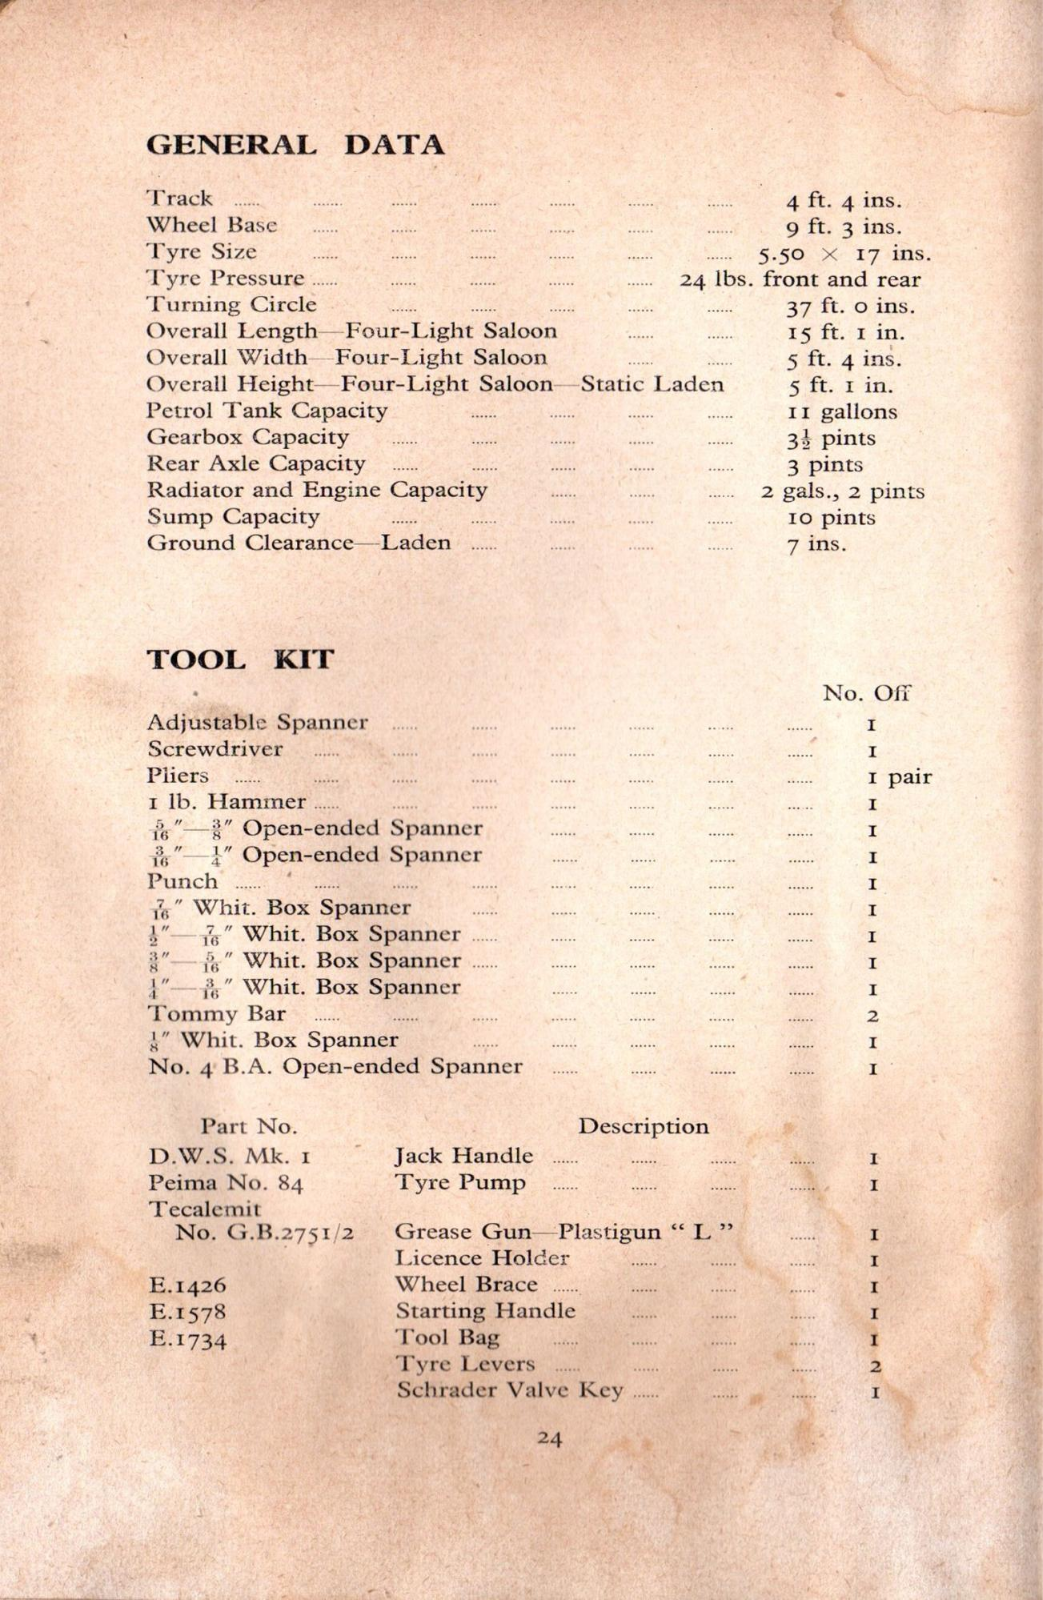 GENERAL DATA
Track ...... ...... ...... ...... ...... ...... ...... 4 ft. 4 ins.
Wheel Base ...... ...... ...... ...... ...... ...... 9 ft. 3 ins.
Tyre Size ...... ...... ...... ...... ...... ...... 5.50 × 17 ins.
Tyre Pressure ...... ...... ...... ...... ...... 24 lbs. front and rear
Turning Circle ...... ...... ...... ...... ...... 37 ft. 0 ins.
Overall Length—Four-Light Saloon ...... ...... 15 ft. 1 in.
Overall Width—Four-Light Saloon ...... ...... 5 ft. 4 ins.
Overall Height—Four-Light Saloon—Static Laden 5 ft. 1 in.
Petrol Tank Capacity ...... ...... ...... ...... 11 gallons
Gearbox Capacity ...... ...... ...... ...... ...... 3½ pints
Rear Axle Capacity ...... ...... ...... ...... ...... 3 pints
Radiator and Engine Capacity ...... ...... ...... 2 gals., 2 pints
Sump Capacity ...... ...... ...... ...... ...... 10 pints
Ground Clearance—Laden ...... ...... ...... ...... 7 ins.
TOOL KIT
No. Off
Adjustable Spanner ...... ...... ...... ...... ...... ...... 1
Screwdriver ...... ...... ...... ...... ...... ...... ...... 1
Pliers ...... ...... ...... ...... ...... ...... ...... ...... 1 pair
1 lb. Hammer ...... ...... ...... ...... ...... ...... ...... 1
5/16"—3/8" Open-ended Spanner ...... ...... ...... ...... 1
3/16"—1/4" Open-ended Spanner ...... ...... ...... ...... 1
Punch ...... ...... ...... ...... ...... ...... ...... ...... 1
7/16" Whit. Box Spanner ...... ...... ...... ...... ...... 1
1/2"—7/16" Whit. Box Spanner ...... ...... ...... ...... ...... 1
3/8"—5/16" Whit. Box Spanner ...... ...... ...... ...... ...... 1
1/4"—3/16" Whit. Box Spanner ...... ...... ...... ...... 1
Tommy Bar ...... ...... ...... ...... ...... ...... ...... 2
1/8" Whit. Box Spanner ...... ...... ...... ...... ...... 1
No. 4 B.A. Open-ended Spanner ...... ...... ...... ...... 1
Part No. Description
D.W.S. Mk. 1 Jack Handle ...... ...... ...... ...... 1
Peima No. 84 Tyre Pump ...... ...... ...... ...... 1
Tecalemit
No. G.B.2751/2 Grease Gun—Plastigun “ L ” ...... 1
Licence Holder ...... ...... ...... 1
E.1426 Wheel Brace ...... ...... ...... ...... 1
E.1578 Starting Handle ...... ...... ...... 1
E.1734 Tool Bag ...... ...... ...... ...... 1
Tyre Levers ...... ...... ...... ...... 2
Schrader Valve Key ...... ...... ...... 1
24